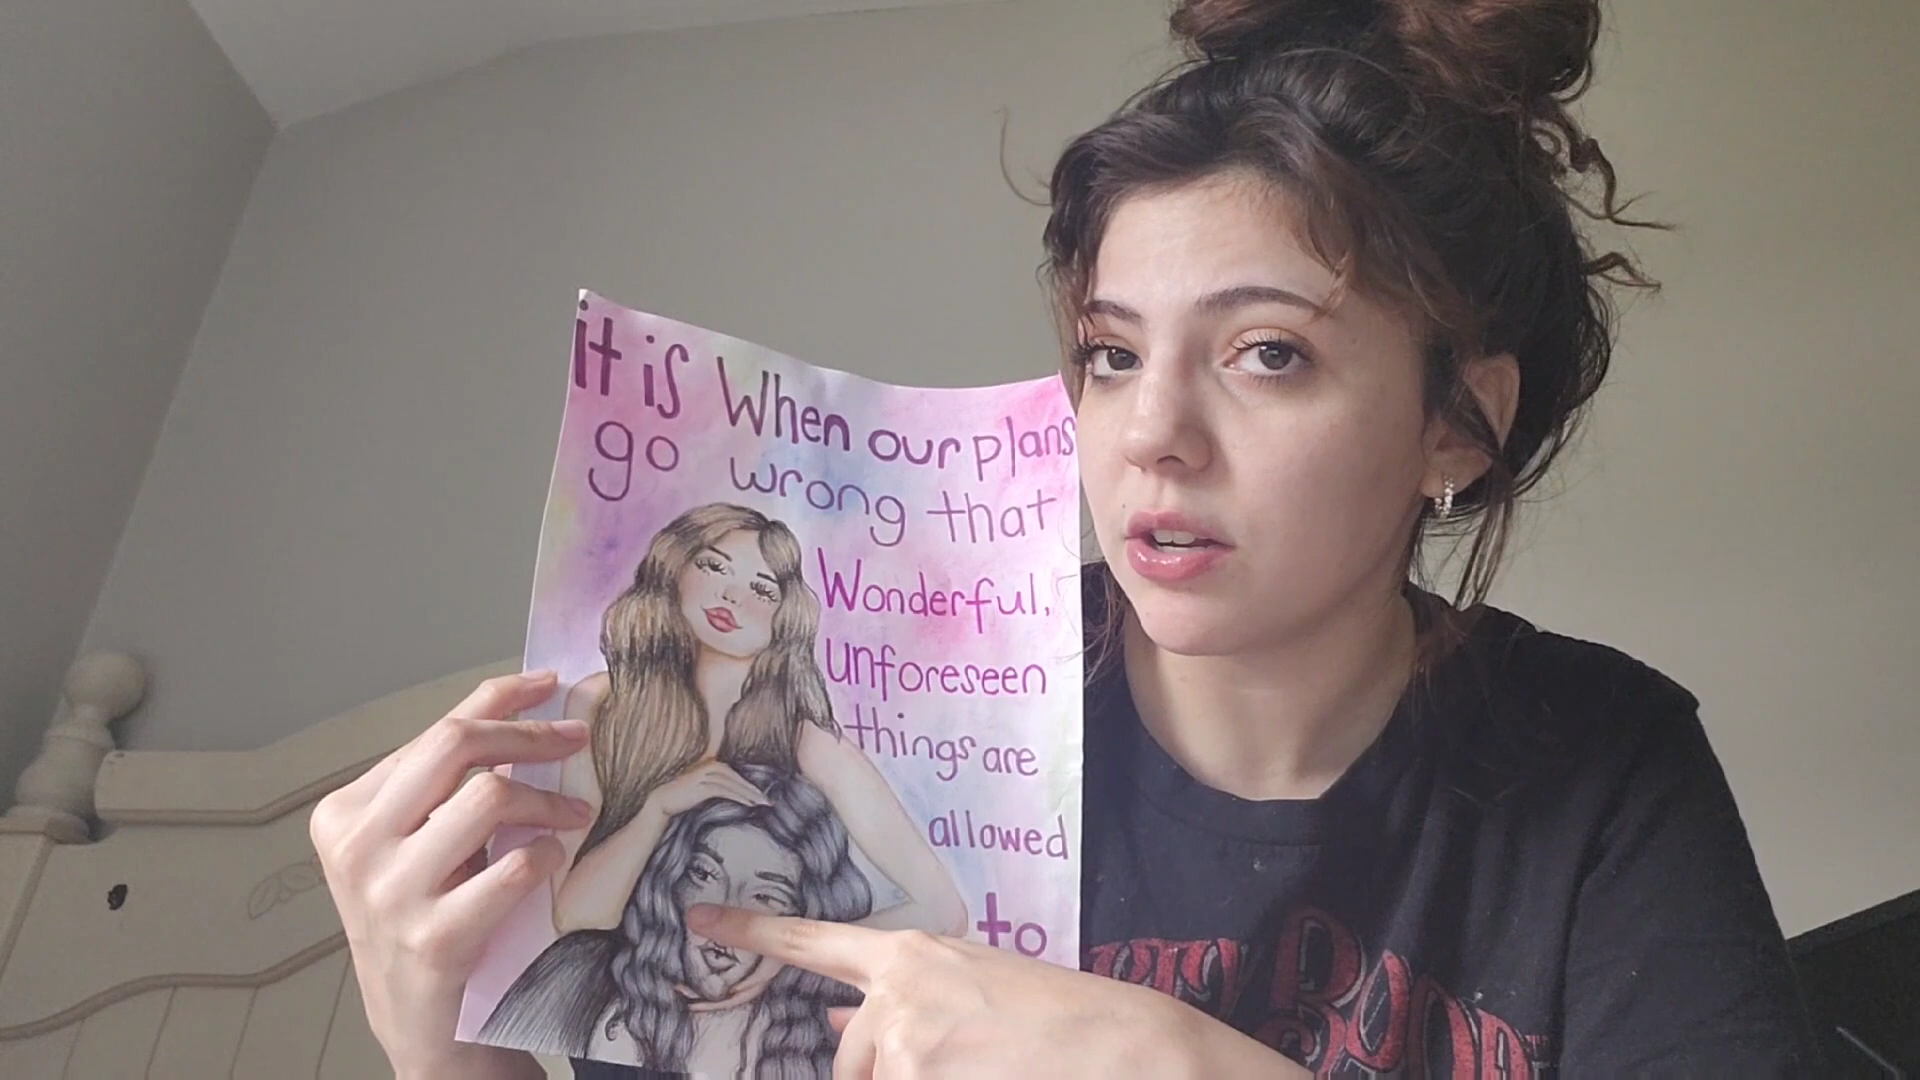 it is When our plans
go wrong that
Wonderful,
unforeseen
things are
allowed
to